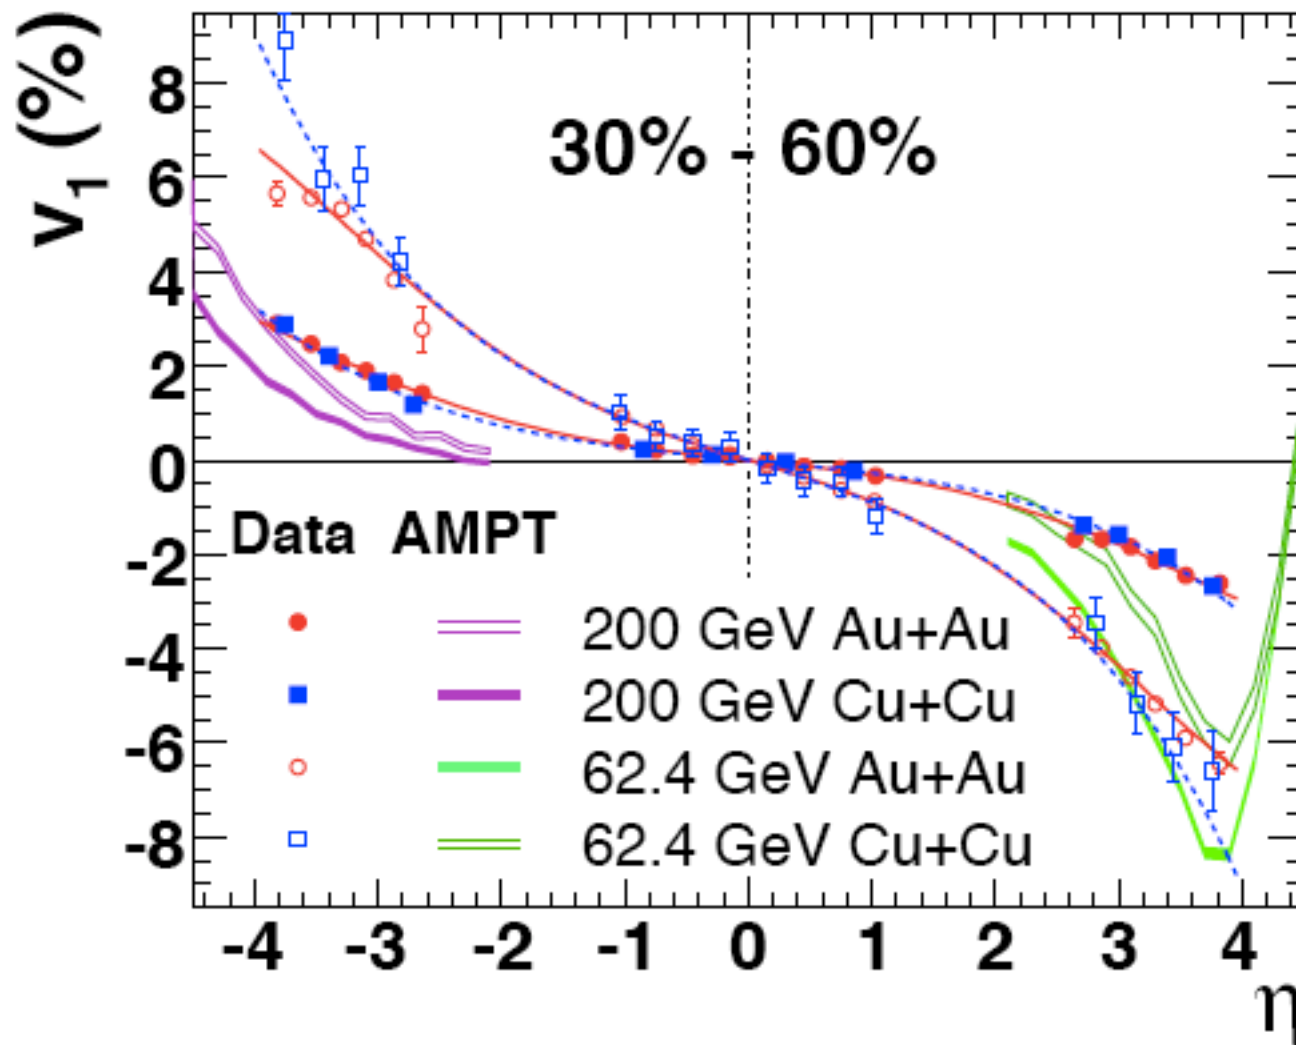 v1 (%)
30% - 60%
8
6
4
2
0
-2
-4
-6
-8
Data AMPT
200 GeV Au+Au
200 GeV Cu+Cu
62.4 GeV Au+Au
62.4 GeV Cu+Cu
-4 -3 -2 -1 0 1 2 3 4
η